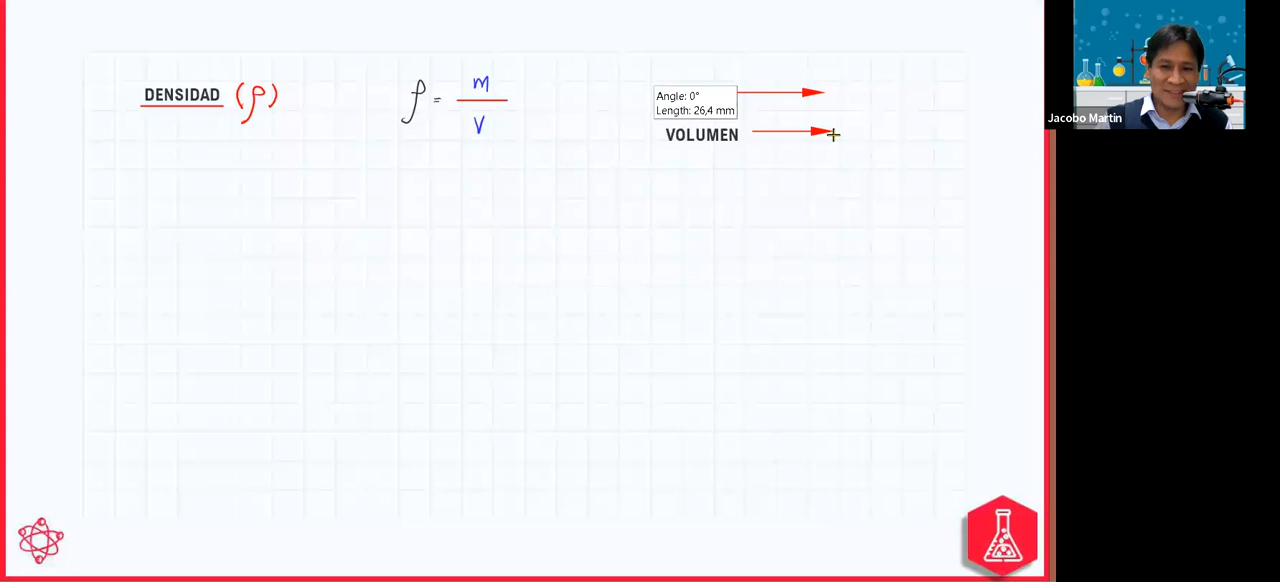 DENSIDAD (ρ)
ρ = m / V
Angle: 0°
Length: 26,4 mm
VOLUMEN
Jacobo Martin